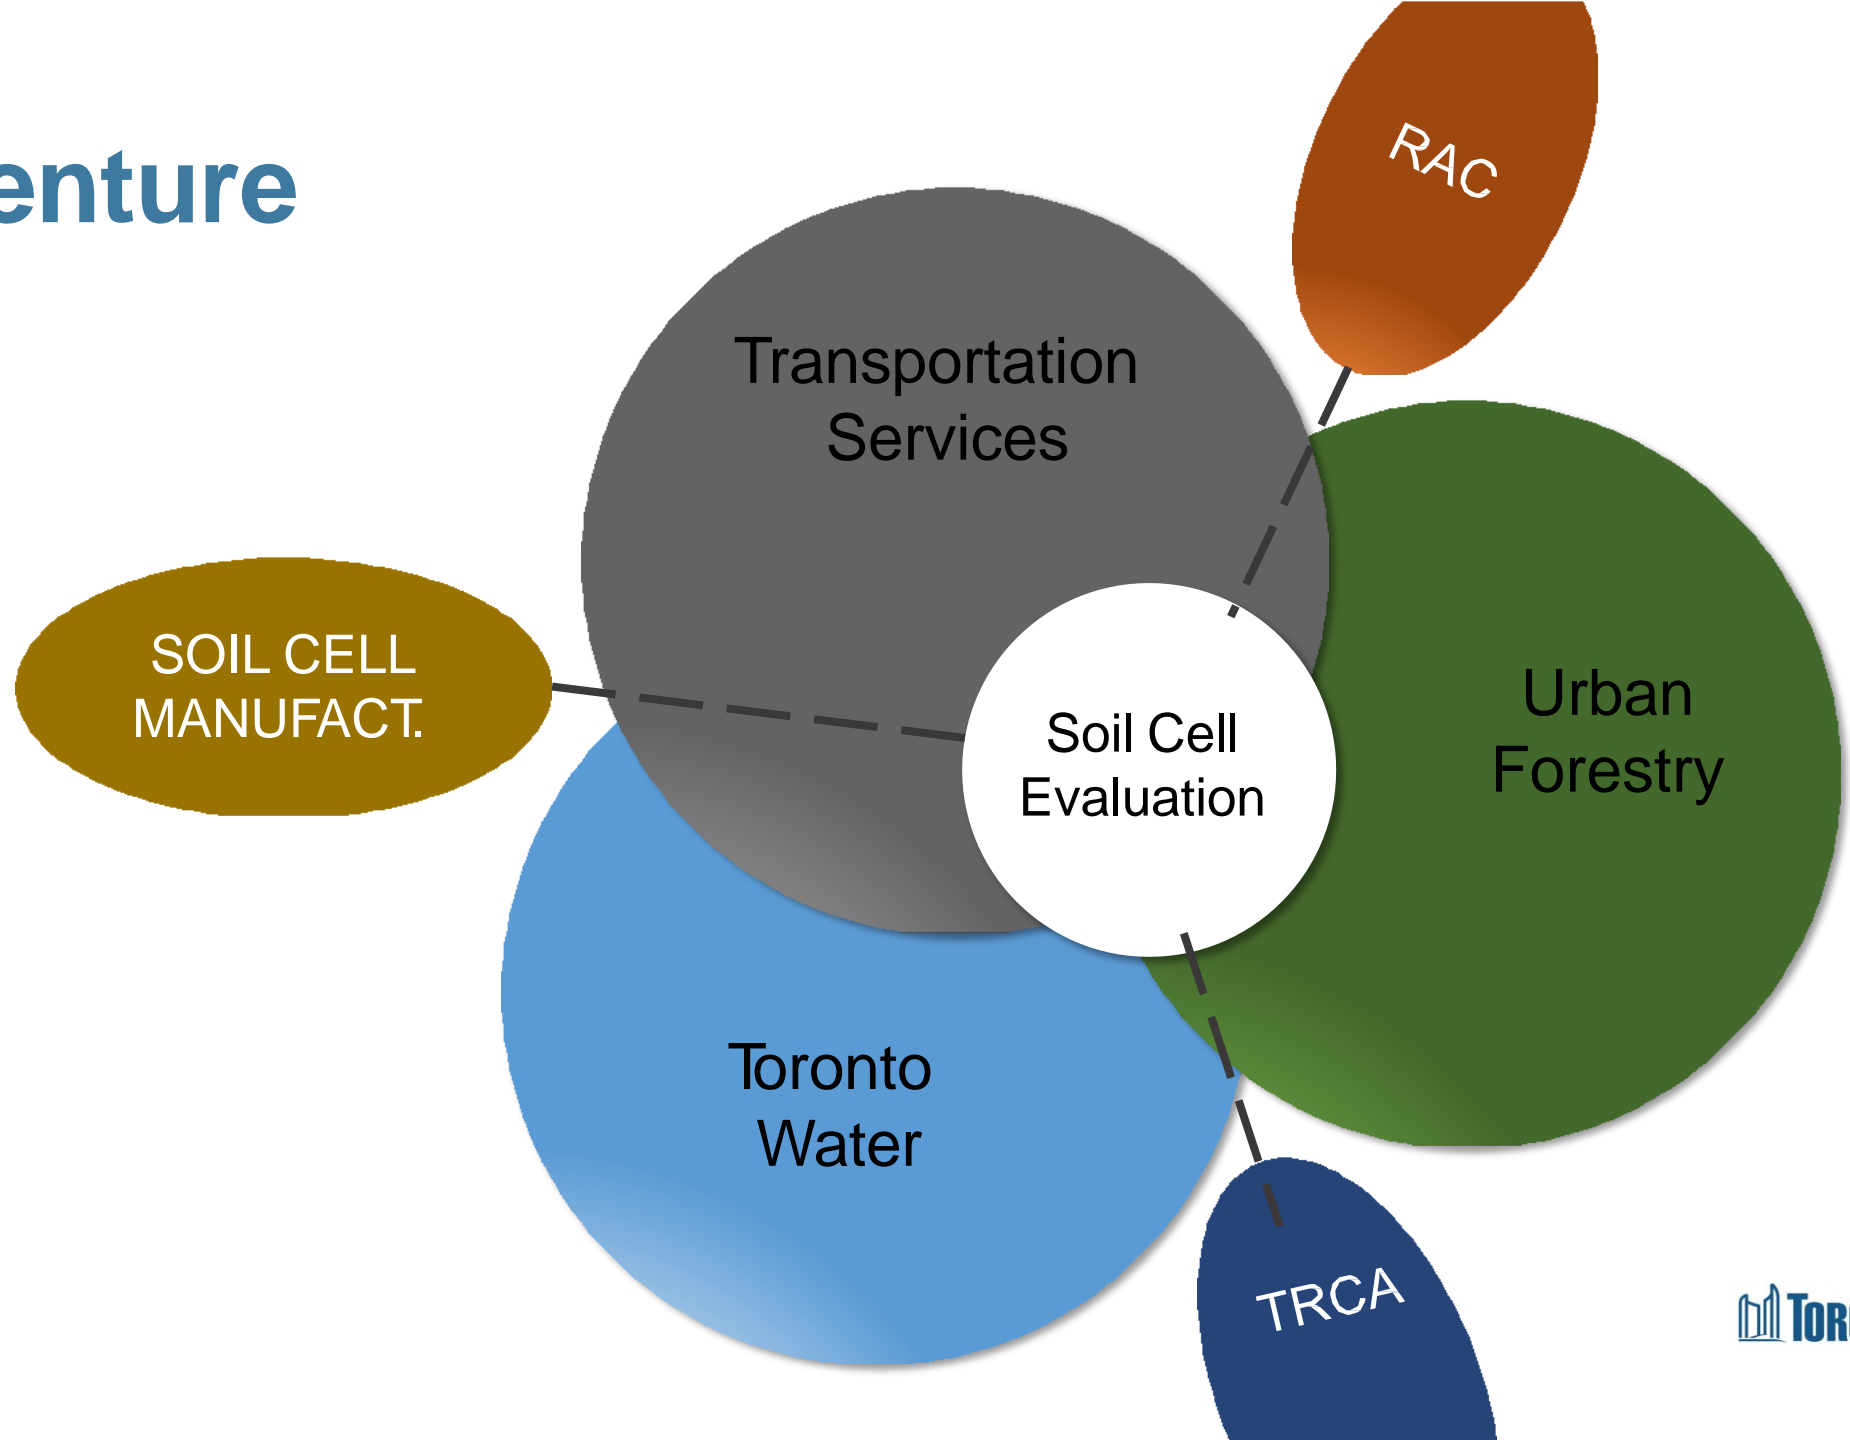 enture
RAC
Transportation
Services
SOIL CELL
MANUFACT.
Urban
Forestry
Soil Cell
Evaluation
Toronto
Water
TRCA
TOR